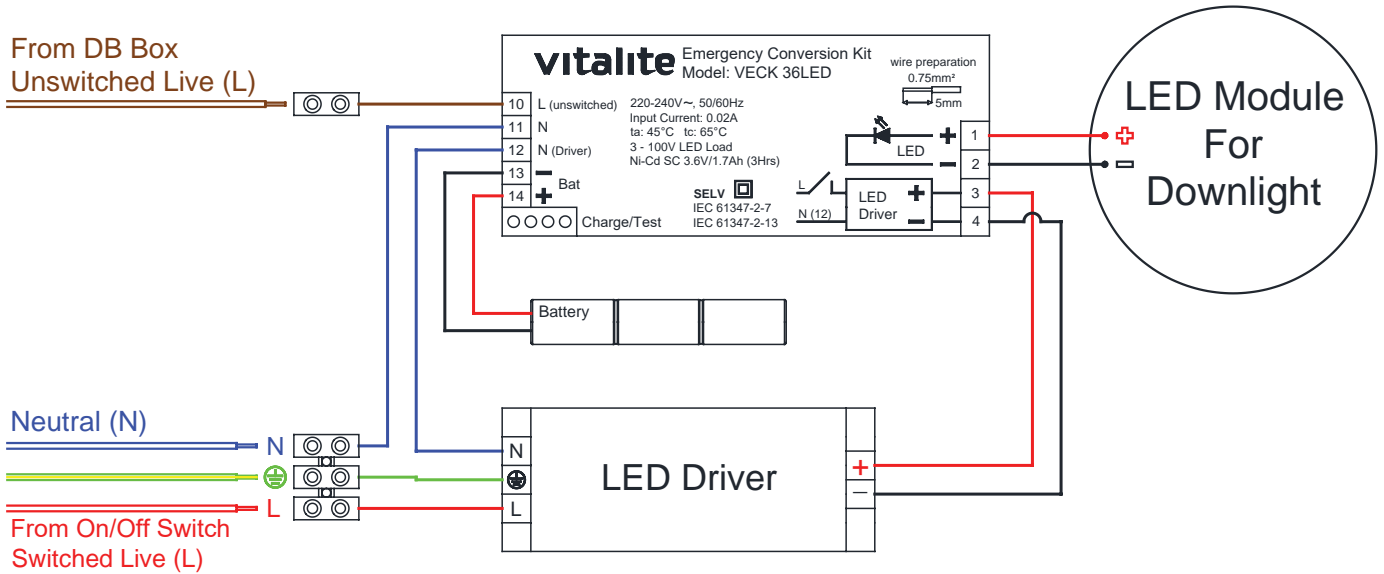 From DB Box
Unswitched Live (L)
vitalite
Emergency Conversion Kit
Model: VECK 36LED
wire preparation
0.75mm²
5mm
10 L (unswitched)
11 N
12 N (Driver)
13 −
14 +
Bat
Charge/Test
220-240V~, 50/60Hz
Input Current: 0.02A
ta: 45°C tc: 65°C
3 - 100V LED Load
Ni-Cd SC 3.6V/1.7Ah (3Hrs)
SELV
IEC 61347-2-7
IEC 61347-2-13
LED
+ 1
− 2
L
N (12)
LED
Driver
+ 3
− 4
LED Module
For
Downlight
+
−
Battery
Neutral (N)
N
L
From On/Off Switch
Switched Live (L)
N
L
LED Driver
+
−